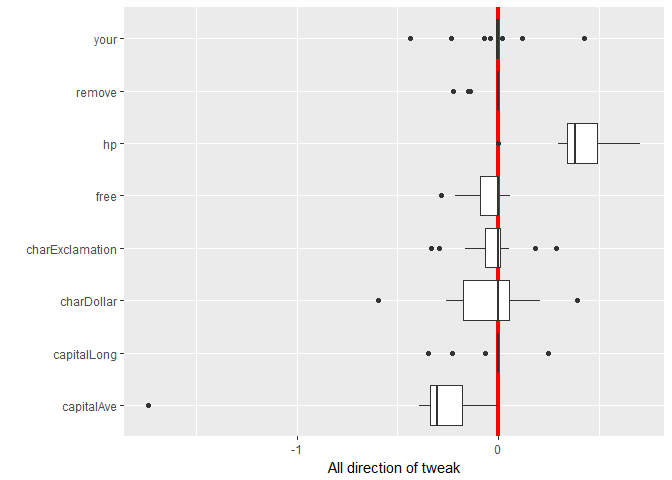 your
remove
hp
free
charExclamation
charDollar
capitalLong
capitalAve
-1
0
All direction of tweak